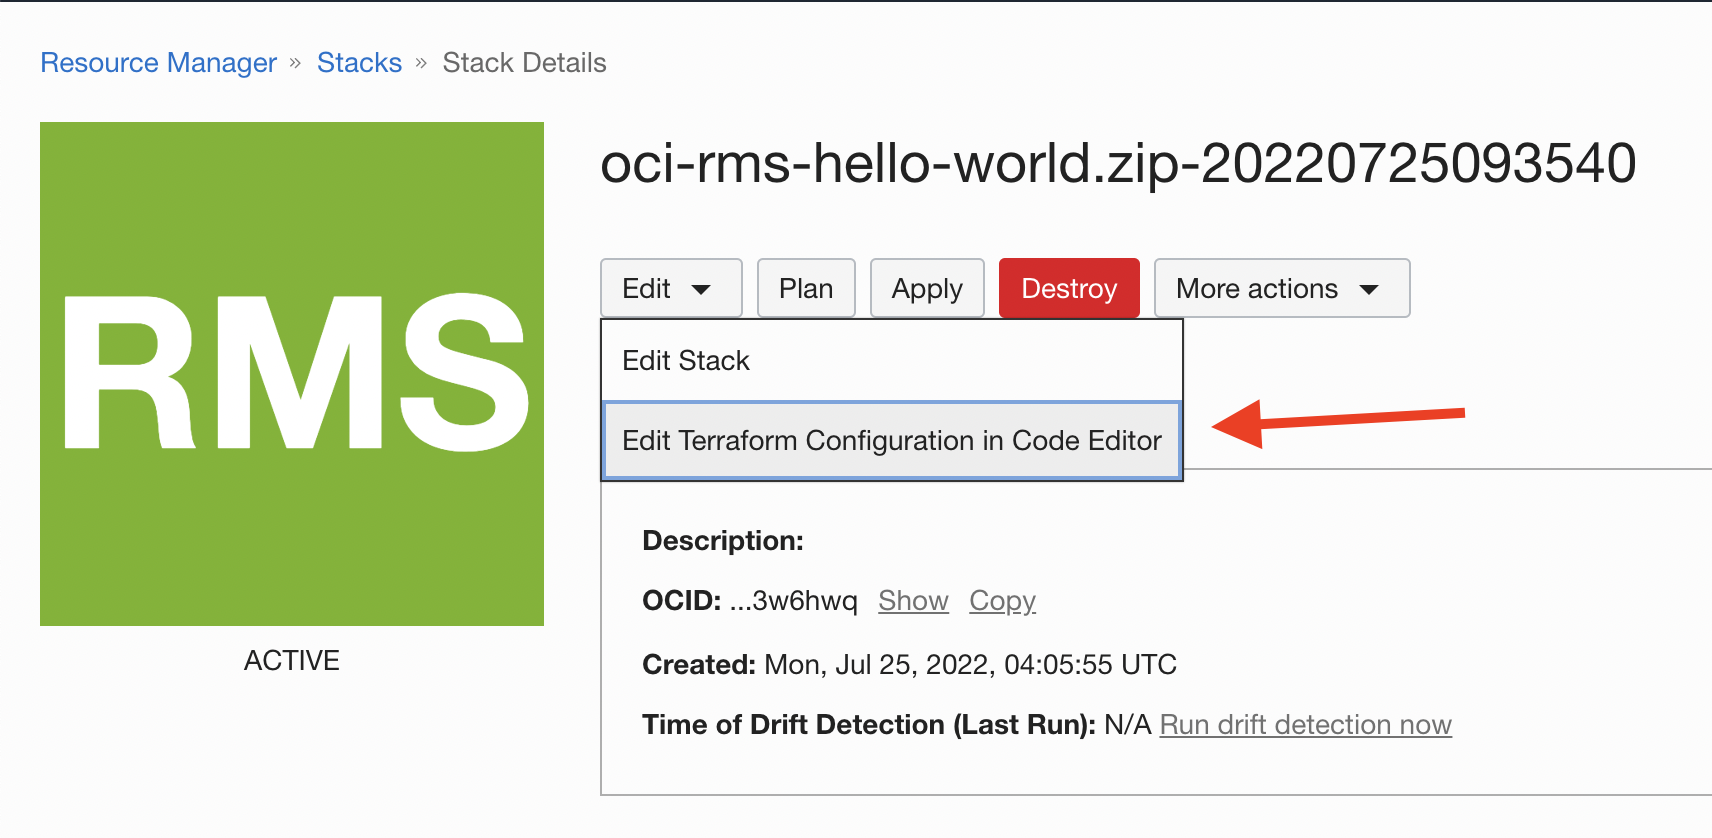 Resource Manager » Stacks » Stack Details
oci-rms-hello-world.zip-20220725093540
RMS
Edit Plan Apply Destroy More actions
Edit Stack
Edit Terraform Configuration in Code Editor
Description:
OCID: ...3w6hwq Show Copy
ACTIVE
Created: Mon, Jul 25, 2022, 04:05:55 UTC
Time of Drift Detection (Last Run): N/A Run drift detection now